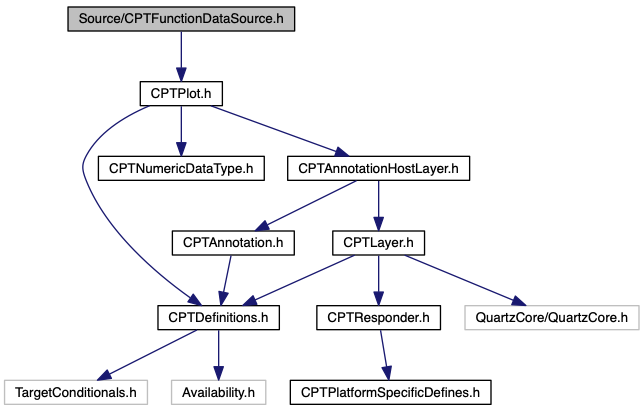 Source/CPTFunctionDataSource.h
CPTPlot.h
CPTNumericDataType.h
CPTAnnotationHostLayer.h
CPTAnnotation.h
CPTLayer.h
CPTDefinitions.h
CPTResponder.h
QuartzCore/QuartzCore.h
TargetConditionals.h
Availability.h
CPTPlatformSpecificDefines.h